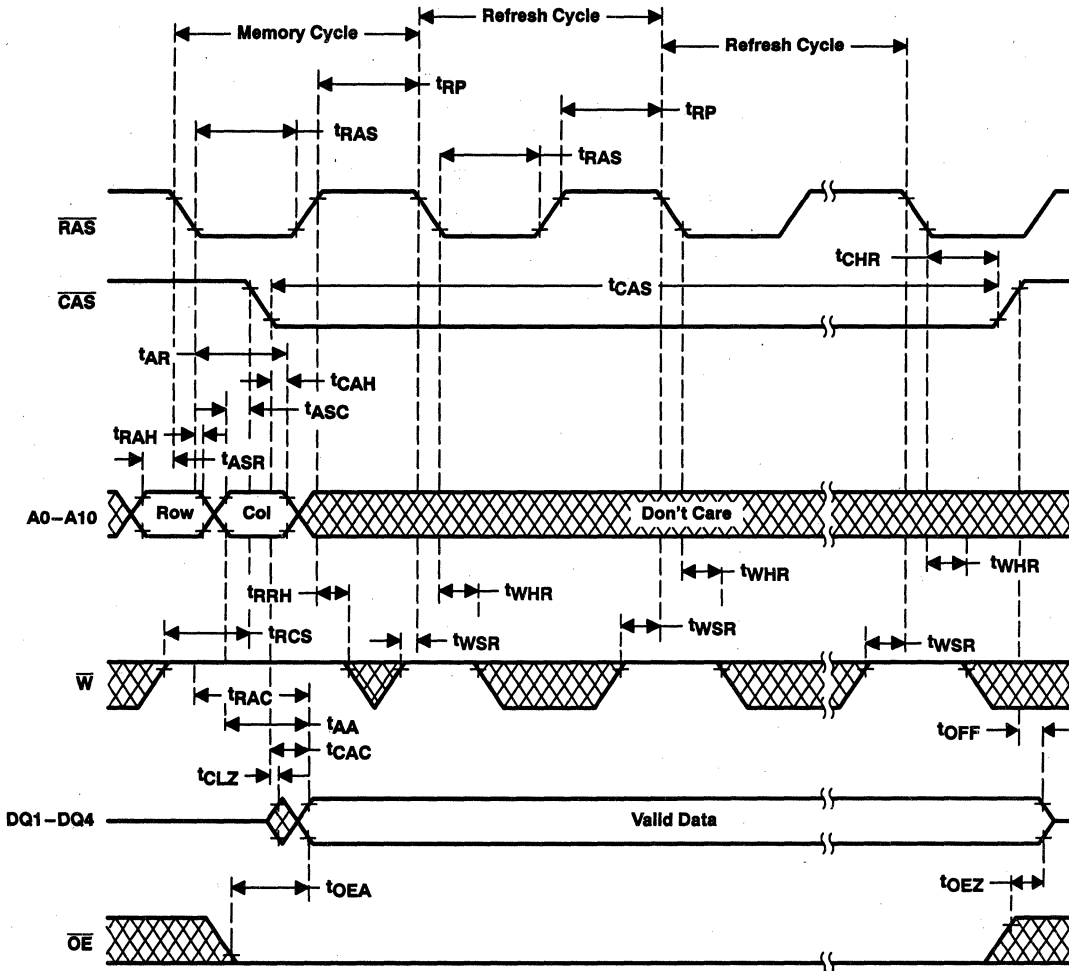 Refresh Cycle
Memory Cycle
Refresh Cycle
tRP
tRP
tRAS
tRAS
RAS
tCHR
tCAS
CAS
tAR
tCAH
tASC
tRAH
tASR
A0–A10
Row
Col
Don't Care
tRRH
tWHR
tWHR
tWHR
tRCS
tWSR
tWSR
tWSR
W
tRAC
tAA
tOFF
tCAC
tCLZ
DQ1–DQ4
Valid Data
tOEA
tOEZ
OE